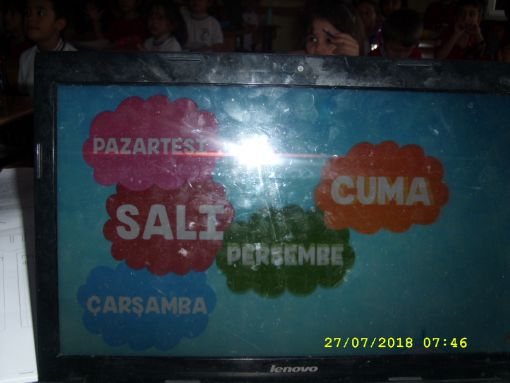 PAZARTESİ
SALI
ÇARŞAMBA
PERŞEMBE
CUMA
27/07/2018 07:46
lenovo